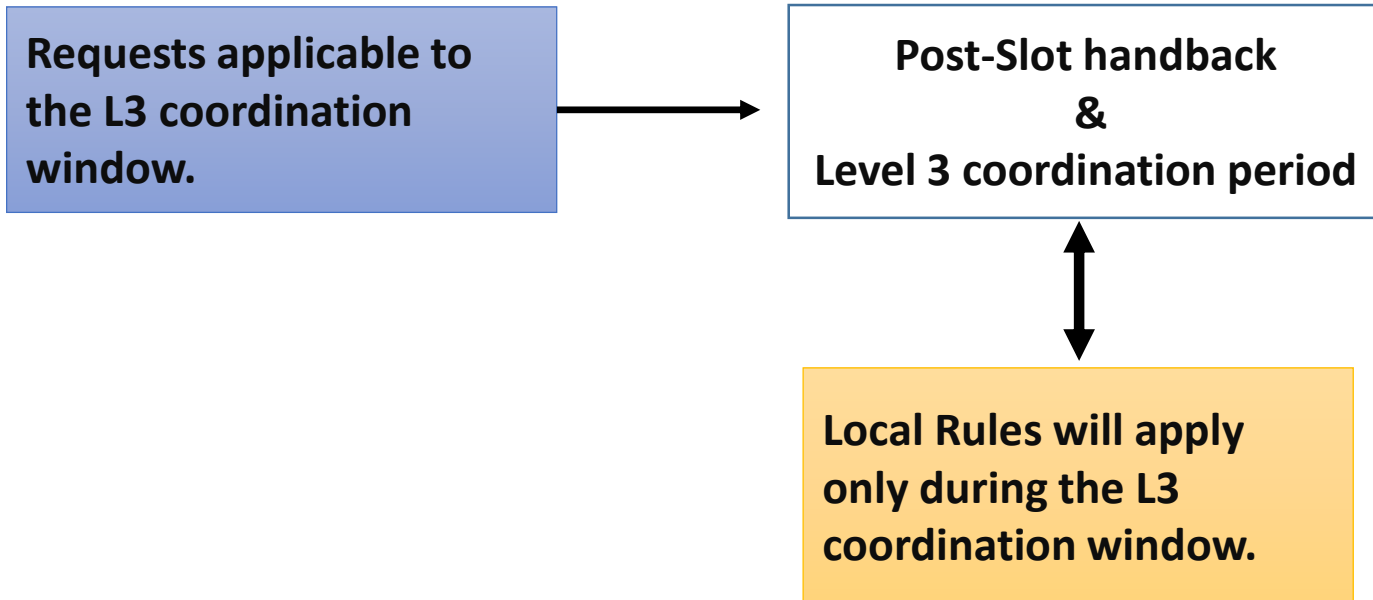 Requests applicable to
the L3 coordination
window.
Post-Slot handback
&
Level 3 coordination period
Local Rules will apply
only during the L3
coordination window.